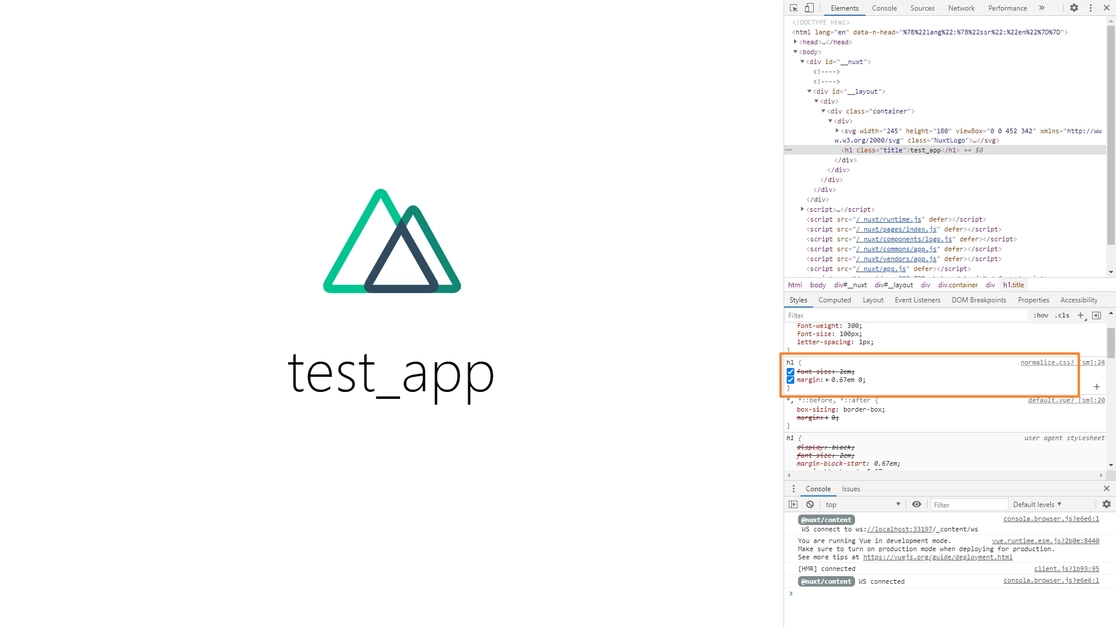 test_app
Elements Console Sources Network Performance »
<!DOCTYPE html>
<html lang="en" data-n-head="%7B%22lang%22:%7B%22ssr%22:%22en%22%7D%7D">
<head>…</head>
<body>
<div id="__nuxt">
<!---->
<!---->
<div id="__layout">
<div>
<div class="container">
<div>
<svg width="245" height="180" viewBox="0 0 452 342" xmlns="http://ww
w.w3.org/2000/svg" class="NuxtLogo">…</svg>
<h1 class="title">test_app</h1> == $0
</div>
</div>
</div>
</div>
</div>
<script>…</script>
<script src="/_nuxt/runtime.js" defer></script>
<script src="/_nuxt/pages/index.js" defer></script>
<script src="/_nuxt/components/logo.js" defer></script>
<script src="/_nuxt/commons/app.js" defer></script>
<script src="/_nuxt/vendors/app.js" defer></script>
<script src="/_nuxt/app.js" defer></script>
html body div#__nuxt div#__layout div div.container div h1.title
Styles Computed Layout Event Listeners DOM Breakpoints Properties Accessibility
Filter :hov .cls +
font-weight: 300;
font-size: 100px;
letter-spacing: 1px;
}
h1 { normalize.css? [sm]:24
font-size: 2em;
margin: 0.67em 0;
}
*, *::before, *::after { default.vue? [sm]:20
box-sizing: border-box;
margin: 0;
}
h1 { user agent stylesheet
display: block;
font-size: 2em;
margin-block-start: 0.67em;
Console Issues
top Filter Default levels
@nuxt/content consola.browser.js?e6e6:1
WS connect to ws://localhost:33197/_content/ws
You are running Vue in development mode. vue.runtime.esm.js?2b0e:8440
Make sure to turn on production mode when deploying for production.
See more tips at https://vuejs.org/guide/deployment.html
[HMR] connected client.js?1b93:95
@nuxt/content WS connected consola.browser.js?e6e6:1